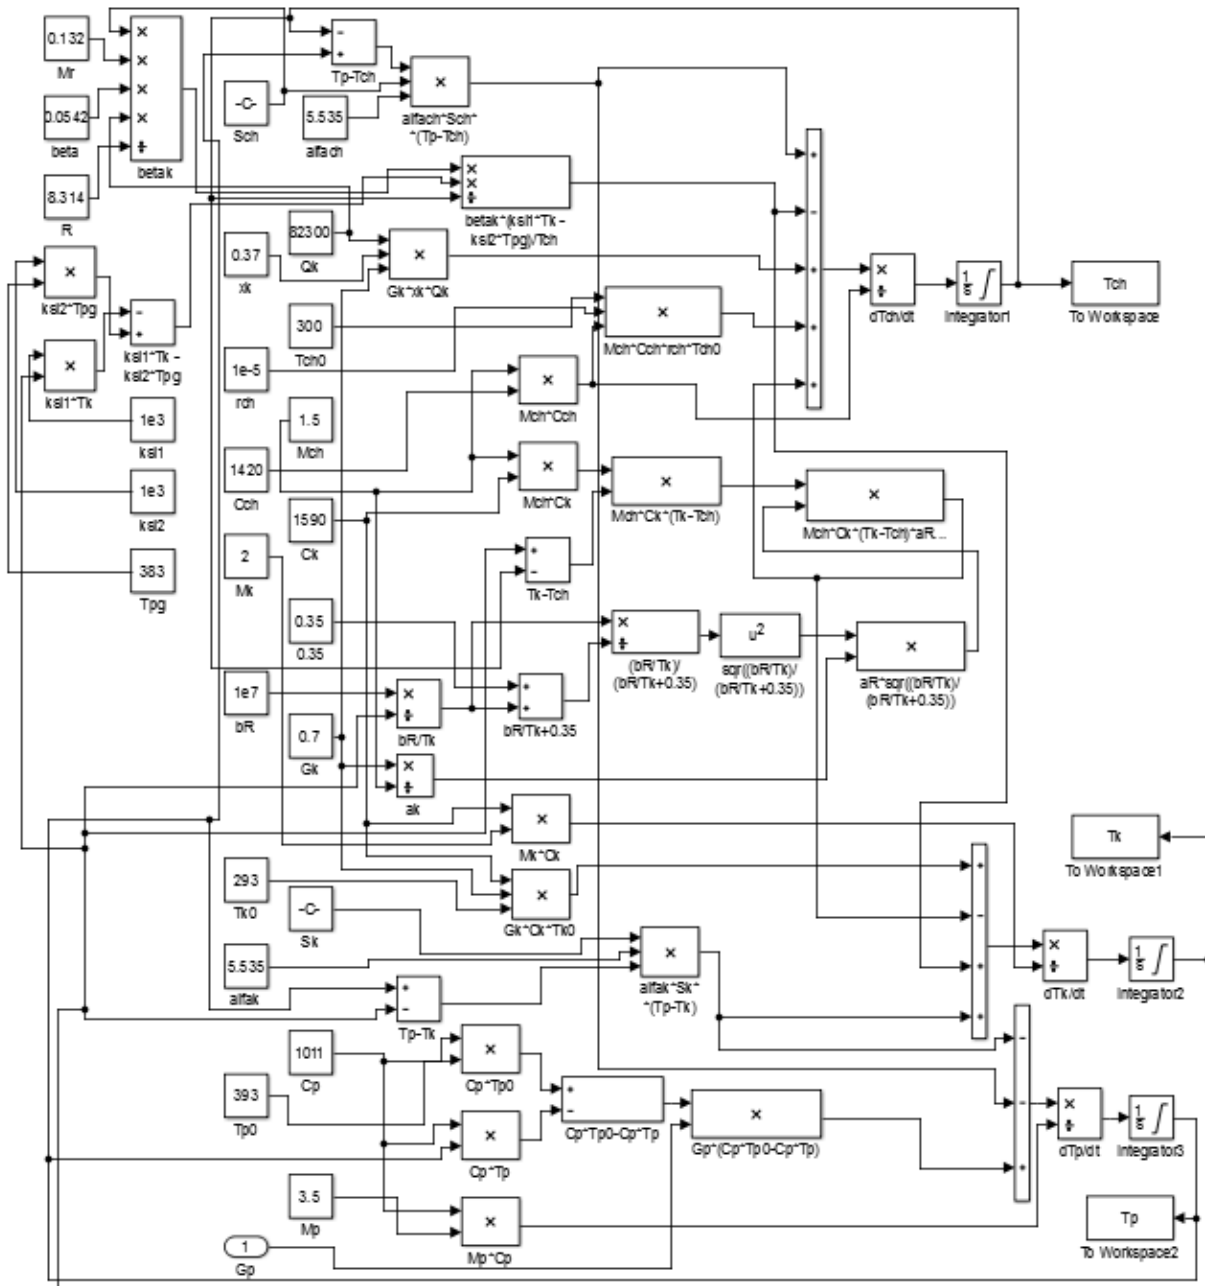 0.132
Mr
0.0542
beta
8.314
R
betak
-C-
Sch
Tp-Tch
5.535
alfach
alfach*Sch*
*(Tp-Tch)
betak*(ksi1*Tk -
ksi2*Tpg)/Tch
82300
Qk
0.37
xk
Gk*xk*Qk
ksi2*Tpg
ksi1*Tk -
ksi2*Tpg
ksi1*Tk
300
Tch0
Mch*Cch*rch*Tch0
dTch/dt
1
s
Integrator1
Tch
To Workspace
1e-5
rch
1e3
ksi1
1.5
Mch
Mch*Cch
1420
Cch
1e3
ksi2
Mch*Ck
Mch*Ck*(Tk-Tch)
Mch*Ck*(Tk-Tch)*aR...
1590
Ck
2
Mk
383
Tpg
Tk-Tch
0.35
0.35
(bR/Tk)/
(bR/Tk+0.35)
u²
sqr((bR/Tk)/
(bR/Tk+0.35))
aR*sqr((bR/Tk)/
(bR/Tk+0.35))
1e7
bR
bR/Tk
bR/Tk+0.35
0.7
Gk
ak
Mk*Ck
Tk
To Workspace1
293
Tk0
-C-
Sk
Gk*Ck*Tk0
5.535
alfak
alfak*Sk*
*(Tp-Tk)
Tp-Tk
dTk/dt
1
s
Integrator2
1011
Cp
Cp*Tp0
393
Tp0
Cp*Tp
Cp*Tp0-Cp*Tp
Gp*(Cp*Tp0-Cp*Tp)
dTp/dt
1
s
Integrator3
3.5
Mp
Mp*Cp
1
Gp
Tp
To Workspace2